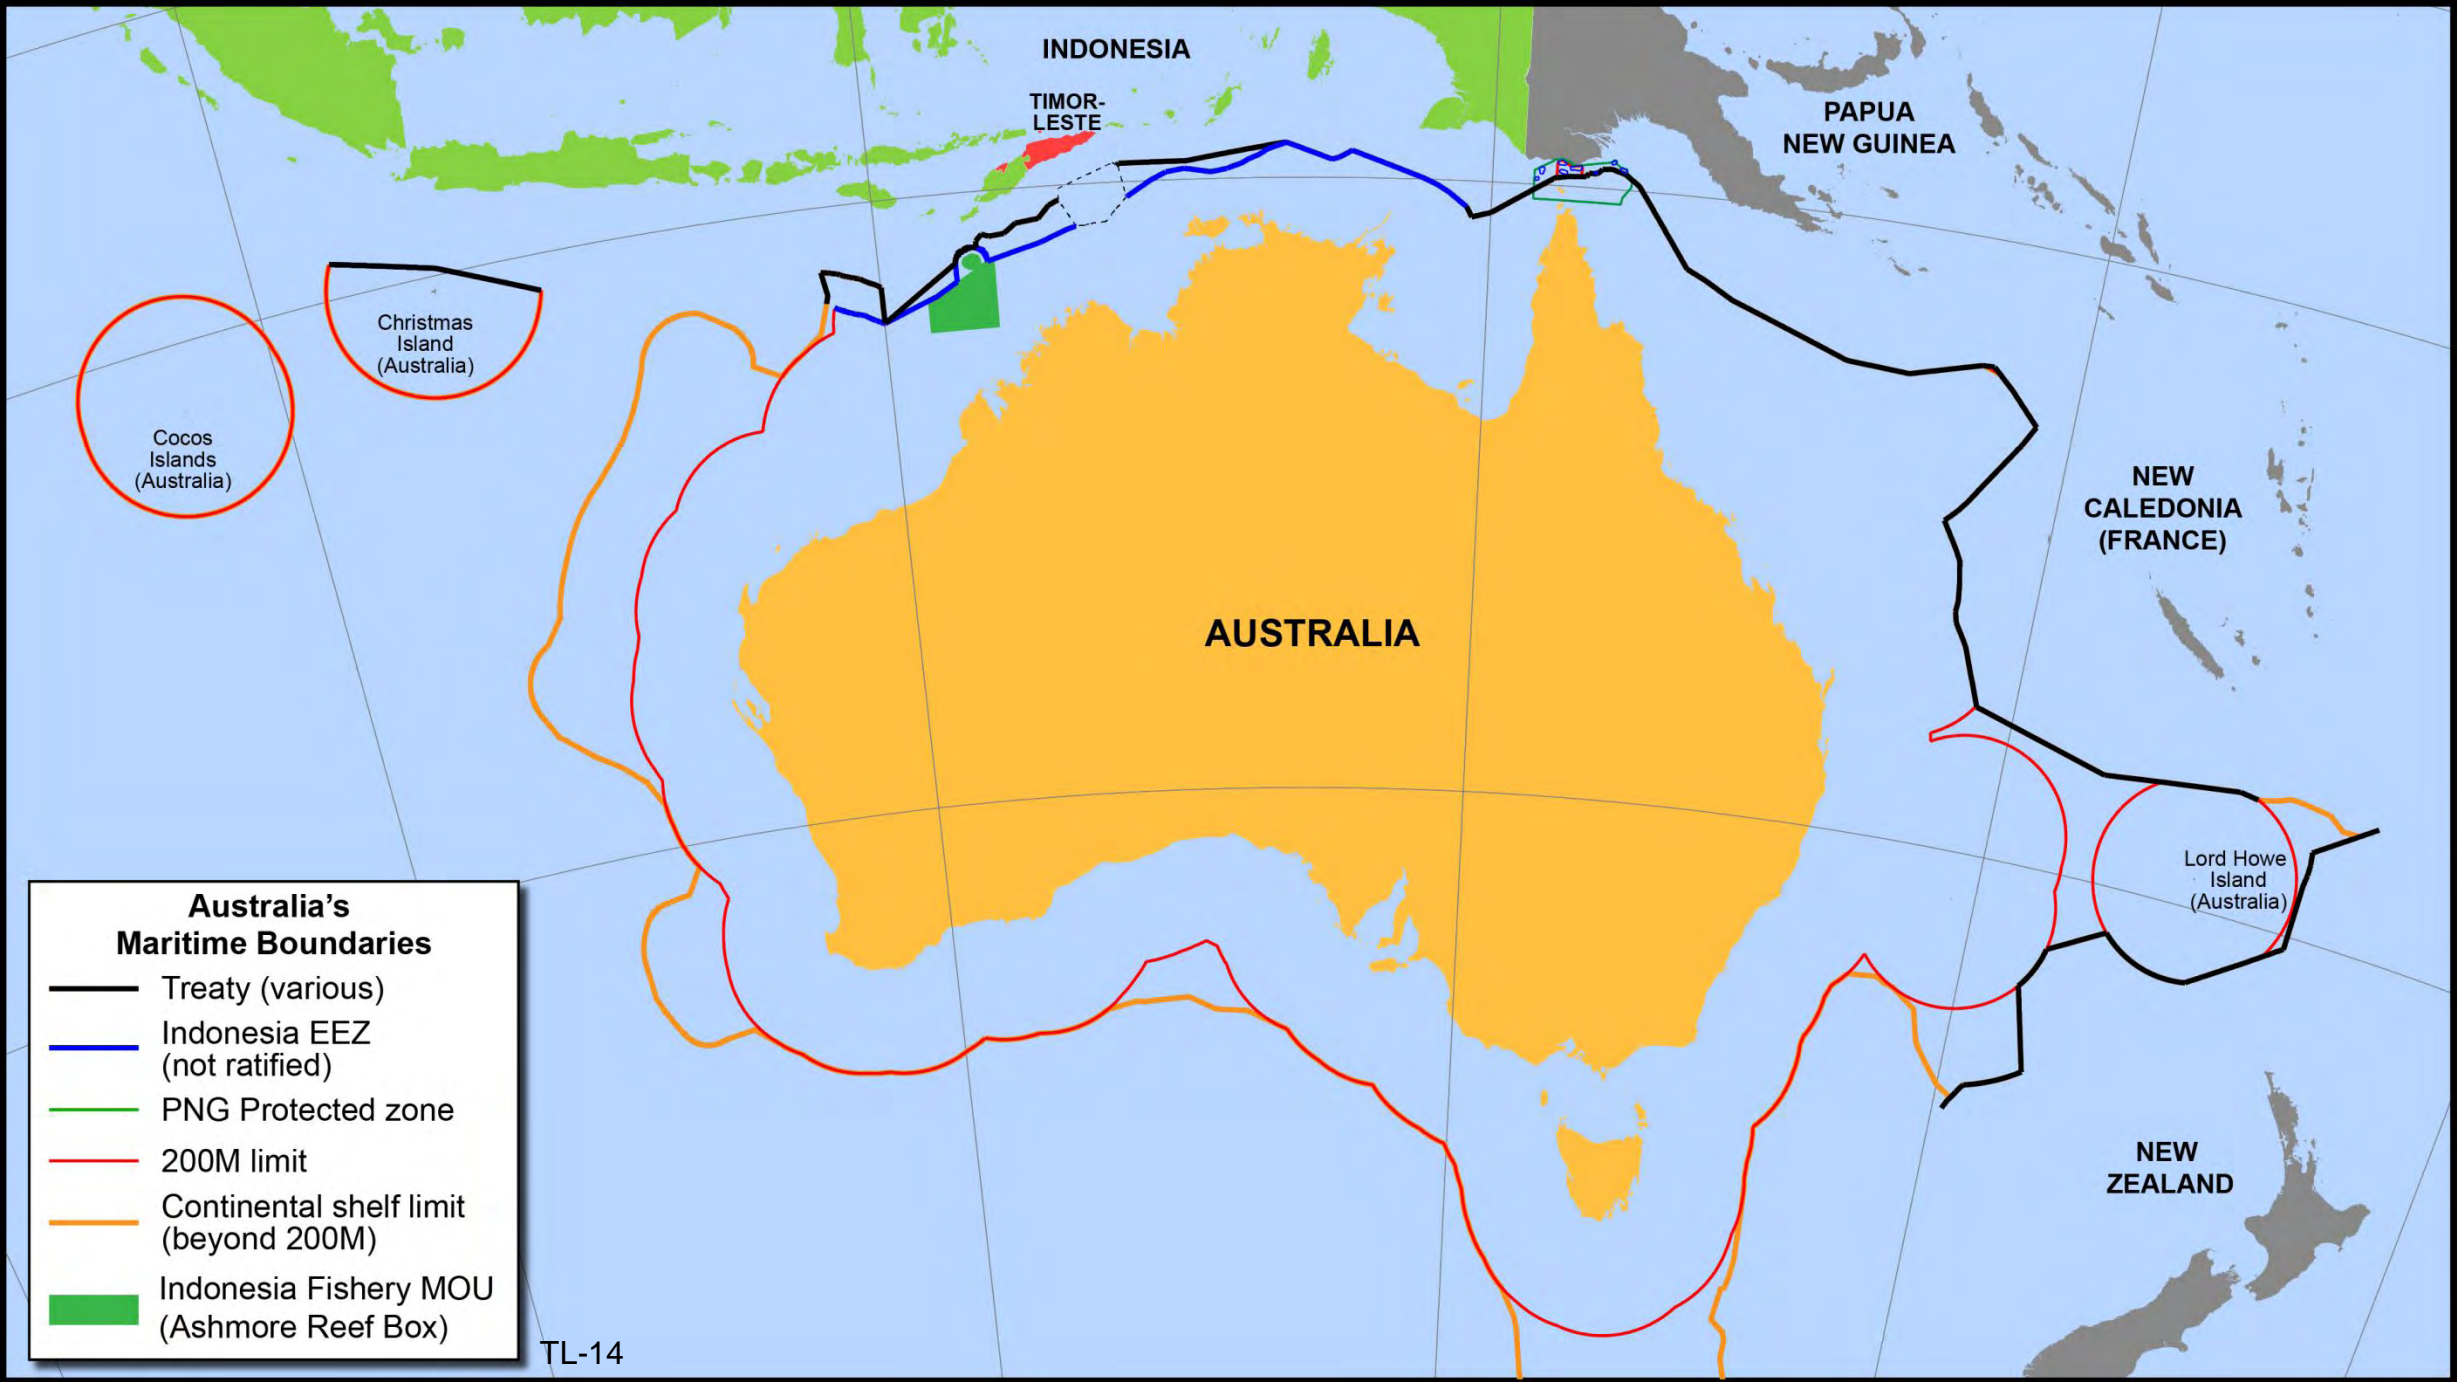 INDONESIA
TIMOR-
LESTE
PAPUA
NEW GUINEA
Christmas
Island
(Australia)
Cocos
Islands
(Australia)
NEW
CALEDONIA
(FRANCE)
AUSTRALIA
Lord Howe
Island
(Australia)
NEW
ZEALAND
Australia’s
Maritime Boundaries
Treaty (various)
Indonesia EEZ
(not ratified)
PNG Protected zone
200M limit
Continental shelf limit
(beyond 200M)
Indonesia Fishery MOU
(Ashmore Reef Box)
TL-14